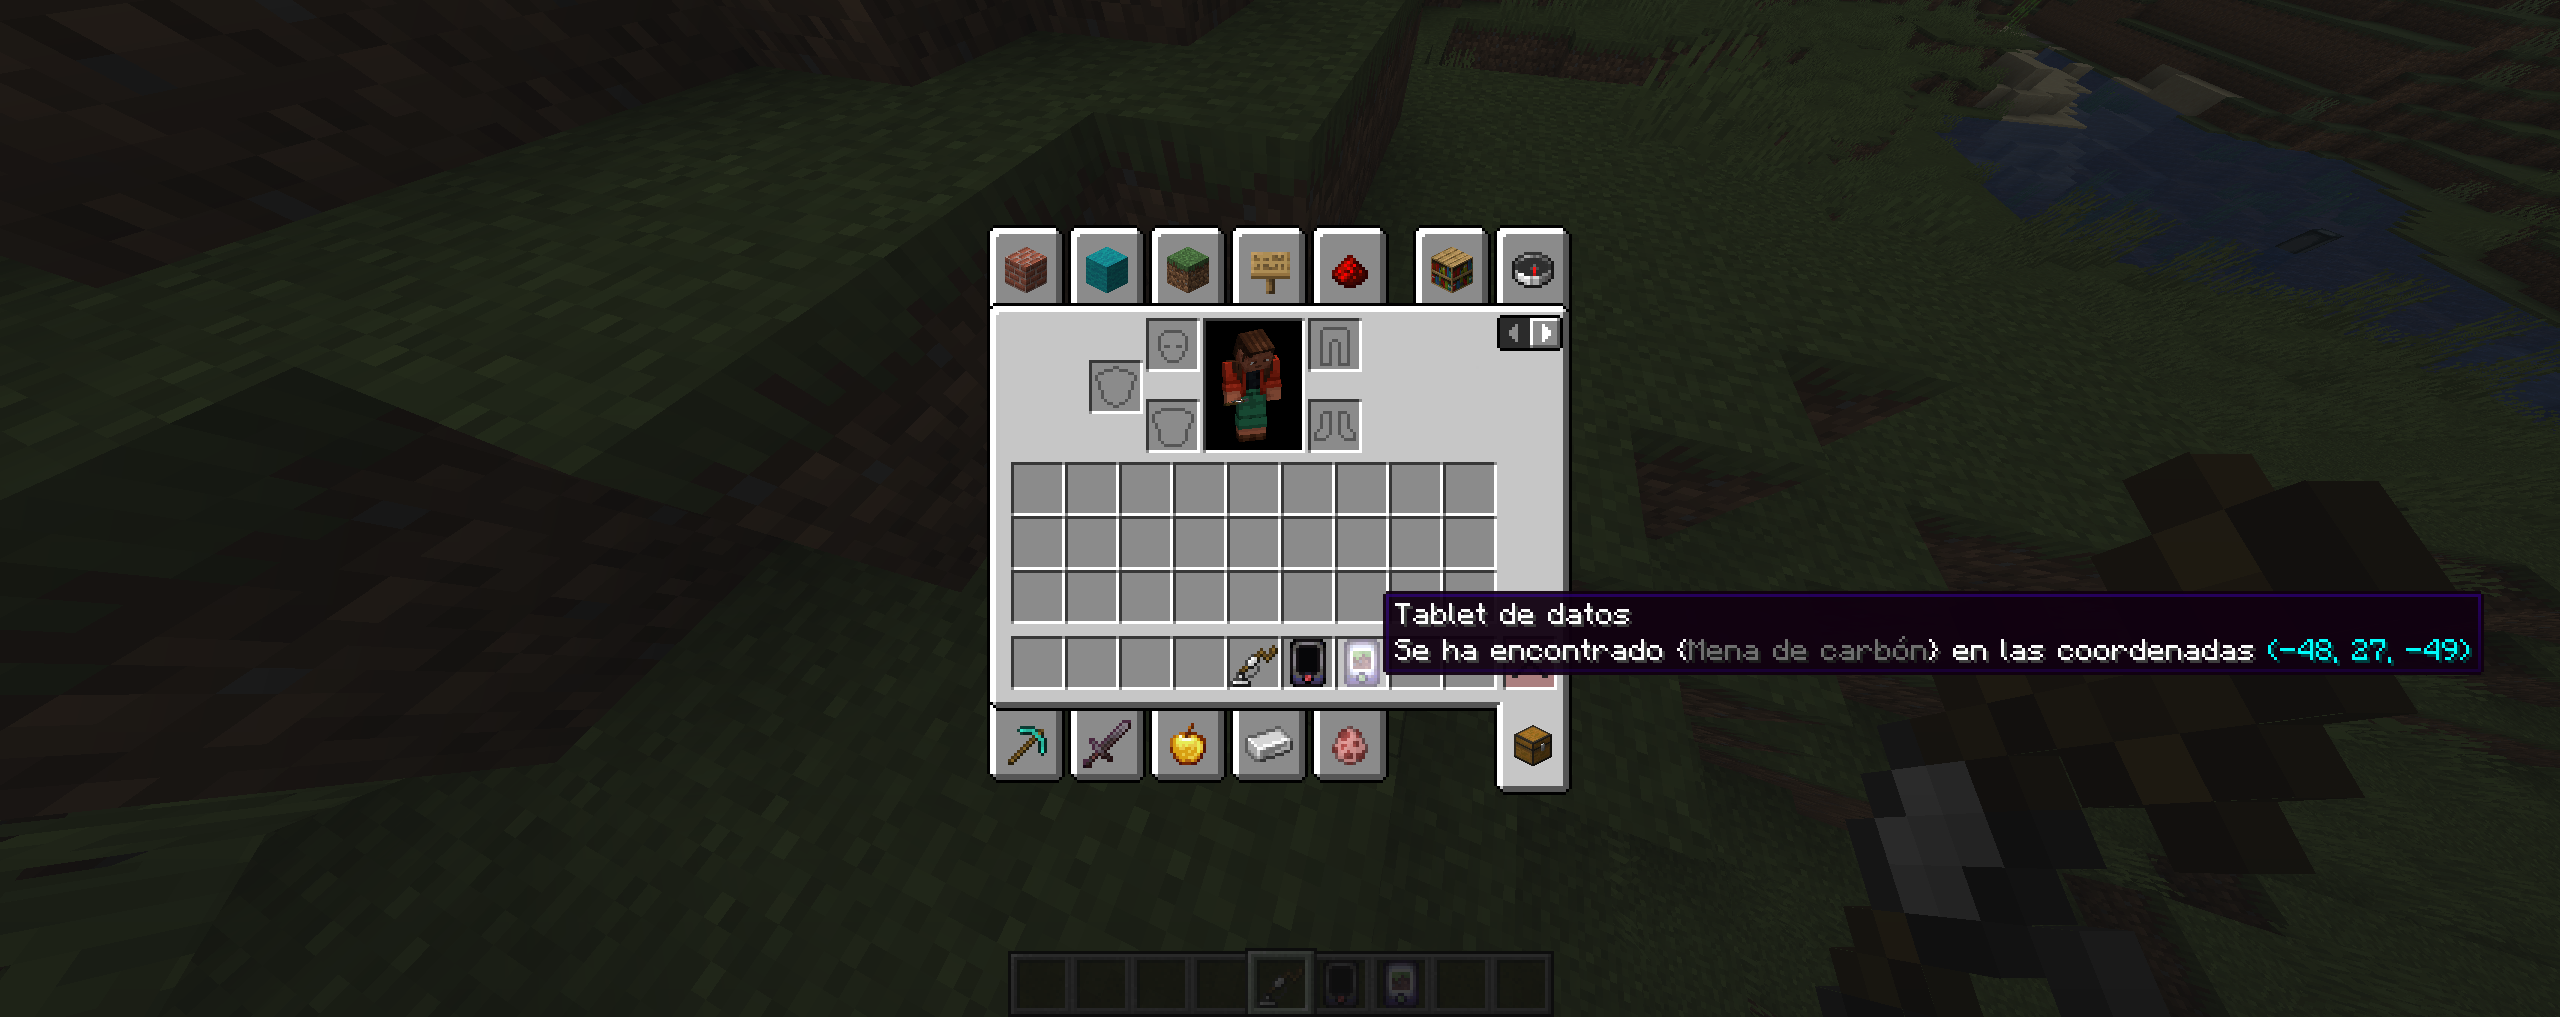 Tablet de datos
Se ha encontrado {Mena de carbón} en las coordenadas (-48, 27, -49)